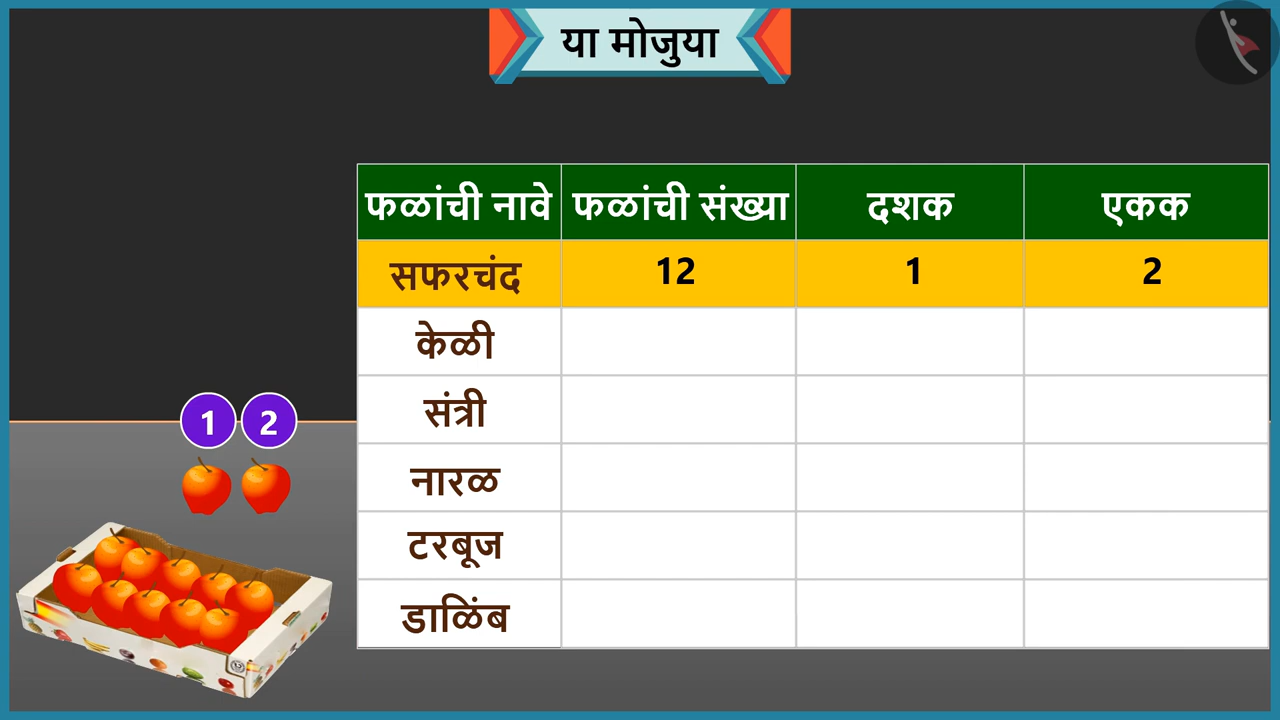 या मोजुया
फळांची नावे फळांची संख्या दशक एकक
सफरचंद 12 1 2
केळी
संत्री
नारळ
टरबूज
डाळिंब
1 2